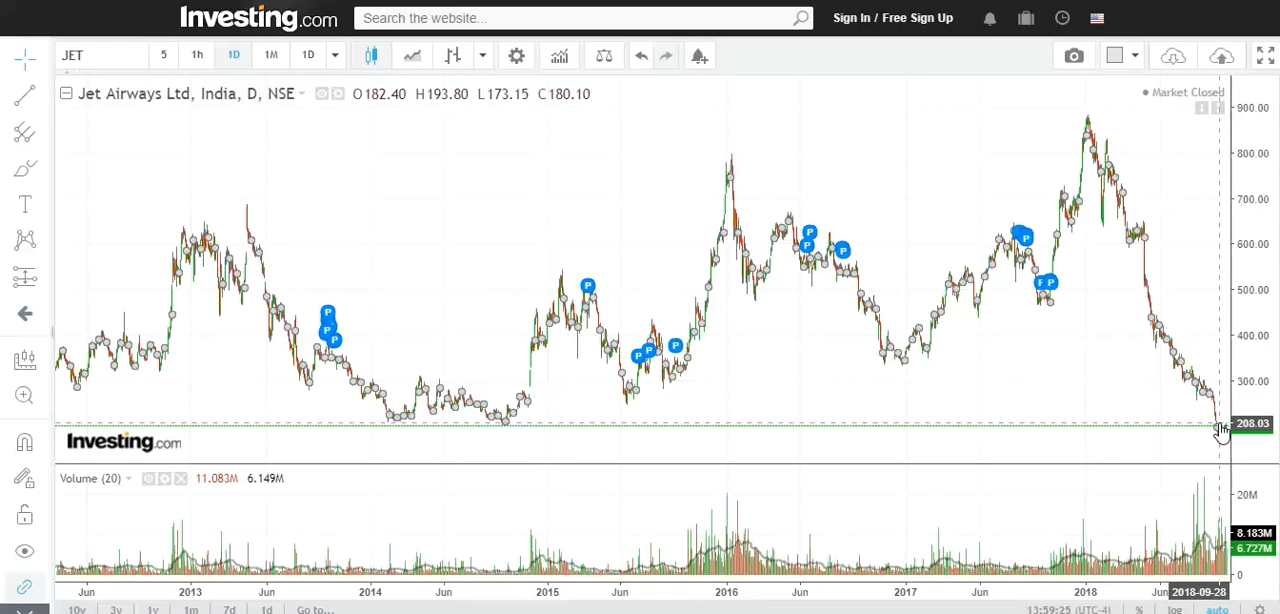 Investing.com
Search the website...
Sign In / Free Sign Up
JET
5 1h 1D 1M 1D
Jet Airways Ltd, India, D, NSE O182.40 H193.80 L173.15 C180.10
Market Closed
900.00
800.00
700.00
600.00
500.00
400.00
300.00
208.03
P
P
P
P
P
P
P
P
P
P
P
P
P
Investing.com
Volume (20) 11.083M 6.149M
20M
8.183M
6.727M
0
Jun 2013 Jun 2014 Jun 2015 Jun 2016 Jun 2017 Jun 2018 Jun 2018-09-28
10y 3y 1y 1m 7d 1d Go to... 13:59:25 (UTC-4) % log auto